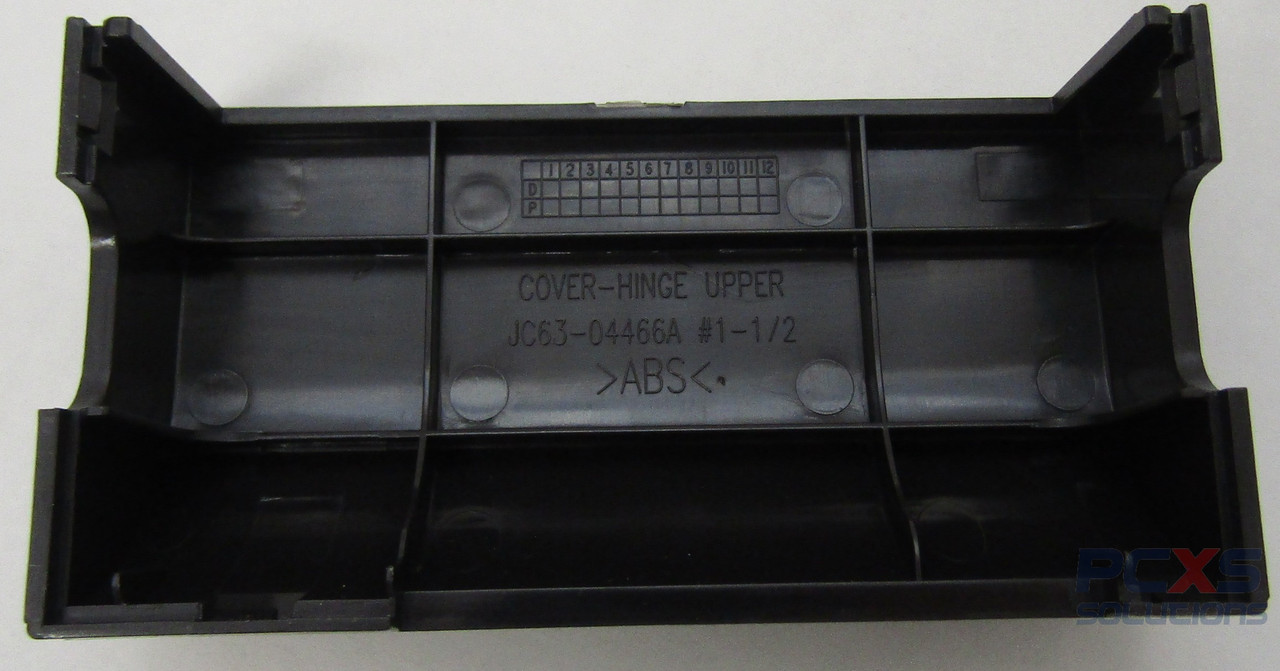 1 2 3 4 5 6 7 8 9 10 11 12
D
P
COVER-HINGE UPPER
JC63-04466A #1-1/2
>ABS<
PCXS
SOLUCIONS